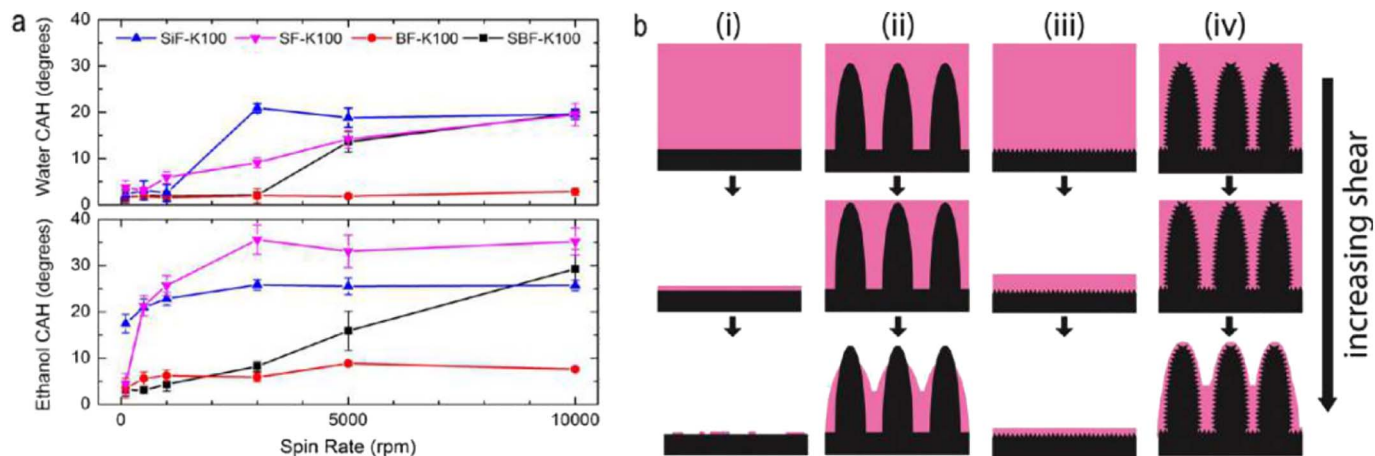 a
SiF-K100 SF-K100 BF-K100 SBF-K100
40
30
20
10
0
Water CAH (degrees)
40
30
20
10
0
Ethanol CAH (degrees)
0 5000 10000
Spin Rate (rpm)
b
(i) (ii) (iii) (iv)
increasing shear